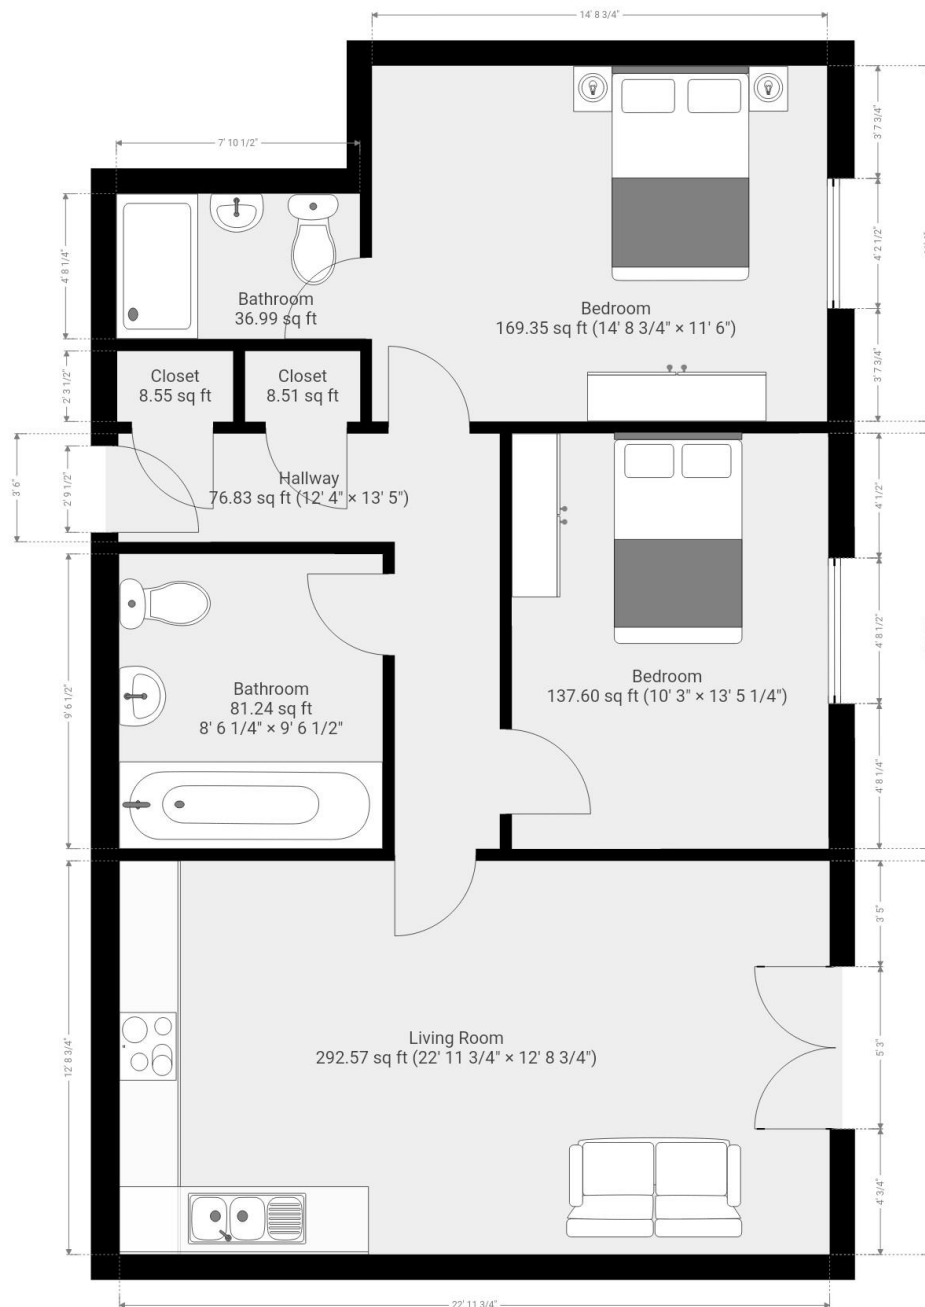 14' 8 3/4"
7' 10 1/2"
3' 7 3/4"
4' 8 1/4"
4' 2 1/2"
Bathroom
36.99 sq ft
Bedroom
169.35 sq ft (14' 8 3/4" × 11' 6")
3' 7 3/4"
2' 3 1/2"
Closet
8.55 sq ft
Closet
8.51 sq ft
3' 6"
2' 9 1/2"
Hallway
76.83 sq ft (12' 4" × 13' 5")
4' 1/2"
4' 8 1/2"
9' 6 1/2"
Bathroom
81.24 sq ft
8' 6 1/4" × 9' 6 1/2"
Bedroom
137.60 sq ft (10' 3" × 13' 5 1/4")
4' 8 1/4"
3' 5"
12' 8 3/4"
Living Room
292.57 sq ft (22' 11 3/4" × 12' 8 3/4")
5' 3"
4' 3/4"
22' 11 3/4"